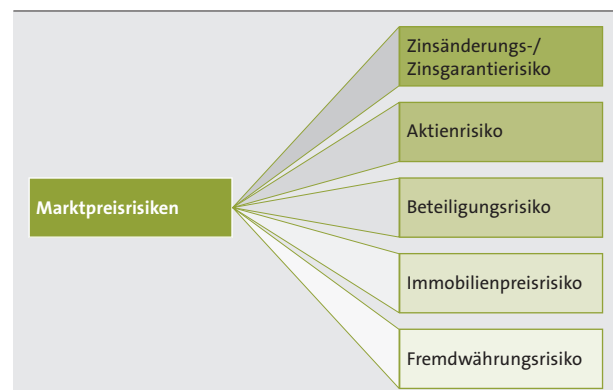 Marktpreisrisiken
Zinsänderungs-/
Zinsgarantierisiko
Aktienrisiko
Beteiligungsrisiko
Immobilienpreisrisiko
Fremdwährungsrisiko